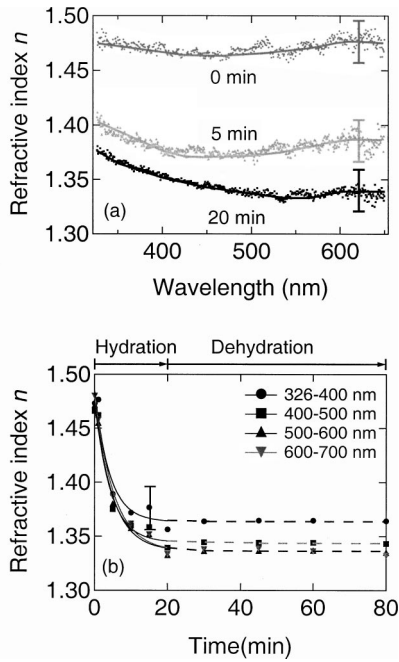 1.50
1.45
0 min
1.40
5 min
1.35
20 min
1.30
(a)
400 500 600
Refractive index n
Wavelength (nm)
Hydration Dehydration
1.50
1.45
1.40
1.35
1.30
326-400 nm
400-500 nm
500-600 nm
600-700 nm
(b)
0 20 40 60 80
Refractive index n
Time(min)